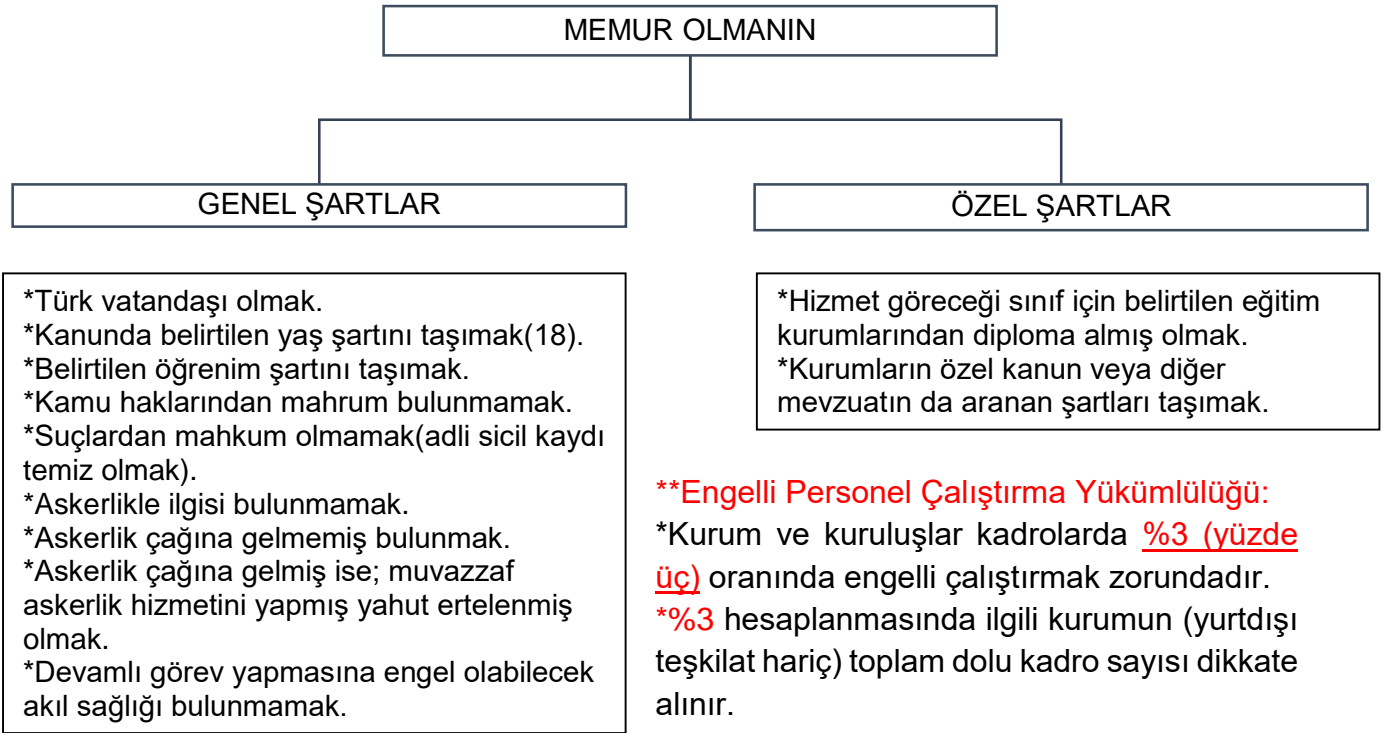 MEMUR OLMANIN
GENEL ŞARTLAR
ÖZEL ŞARTLAR
*Türk vatandaşı olmak.
*Kanunda belirtilen yaş şartını taşımak(18).
*Belirtilen öğrenim şartını taşımak.
*Kamu haklarından mahrum bulunmamak.
*Suçlardan mahkum olmamak(adli sicil kaydı
temiz olmak).
*Askerlikle ilgisi bulunmamak.
*Askerlik çağına gelmemiş bulunmak.
*Askerlik çağına gelmiş ise; muvazzaf
askerlik hizmetini yapmış yahut ertelenmiş
olmak.
*Devamlı görev yapmasına engel olabilecek
akıl sağlığı bulunmamak.
*Hizmet göreceği sınıf için belirtilen eğitim
kurumlarından diploma almış olmak.
*Kurumların özel kanun veya diğer
mevzuatın da aranan şartları taşımak.
**Engelli Personel Çalıştırma Yükümlülüğü:
*Kurum ve kuruluşlar kadrolarda %3 (yüzde
üç) oranında engelli çalıştırmak zorundadır.
*%3 hesaplanmasında ilgili kurumun (yurtdışı
teşkilat hariç) toplam dolu kadro sayısı dikkate
alınır.